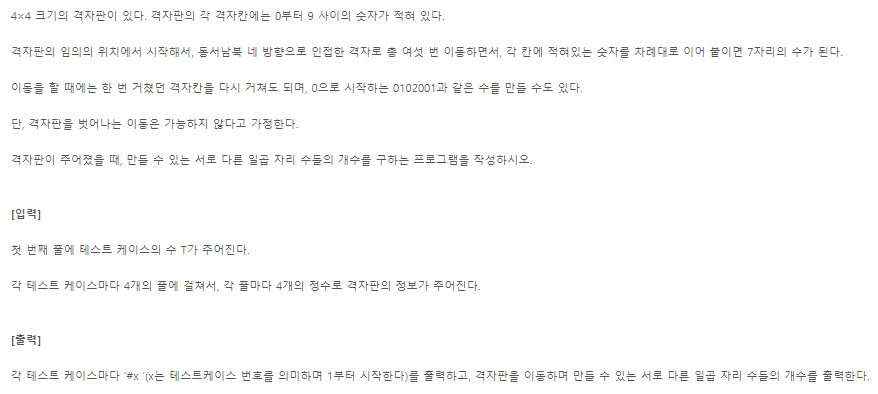 4×4 크기의 격자판이 있다. 격자판의 각 격자칸에는 0부터 9 사이의 숫자가 적혀 있다.
격자판의 임의의 위치에서 시작해서, 동서남북 네 방향으로 인접한 격자로 총 여섯 번 이동하면서, 각 칸에 적혀있는 숫자를 차례대로 이어 붙이면 7자리의 수가 된다.
이동을 할 때에는 한 번 거쳤던 격자칸을 다시 거쳐도 되며, 0으로 시작하는 0102001과 같은 수를 만들 수도 있다.
단, 격자판을 벗어나는 이동은 가능하지 않다고 가정한다.
격자판이 주어졌을 때, 만들 수 있는 서로 다른 일곱 자리 수들의 개수를 구하는 프로그램을 작성하시오.
[입력]
첫 번째 줄에 테스트 케이스의 수 T가 주어진다.
각 테스트 케이스마다 4개의 줄에 걸쳐서, 각 줄마다 4개의 정수로 격자판의 정보가 주어진다.
[출력]
각 테스트 케이스마다 ‘#x ’(x는 테스트케이스 번호를 의미하며 1부터 시작한다)를 출력하고, 격자판을 이동하며 만들 수 있는 서로 다른 일곱 자리 수들의 개수를 출력한다.